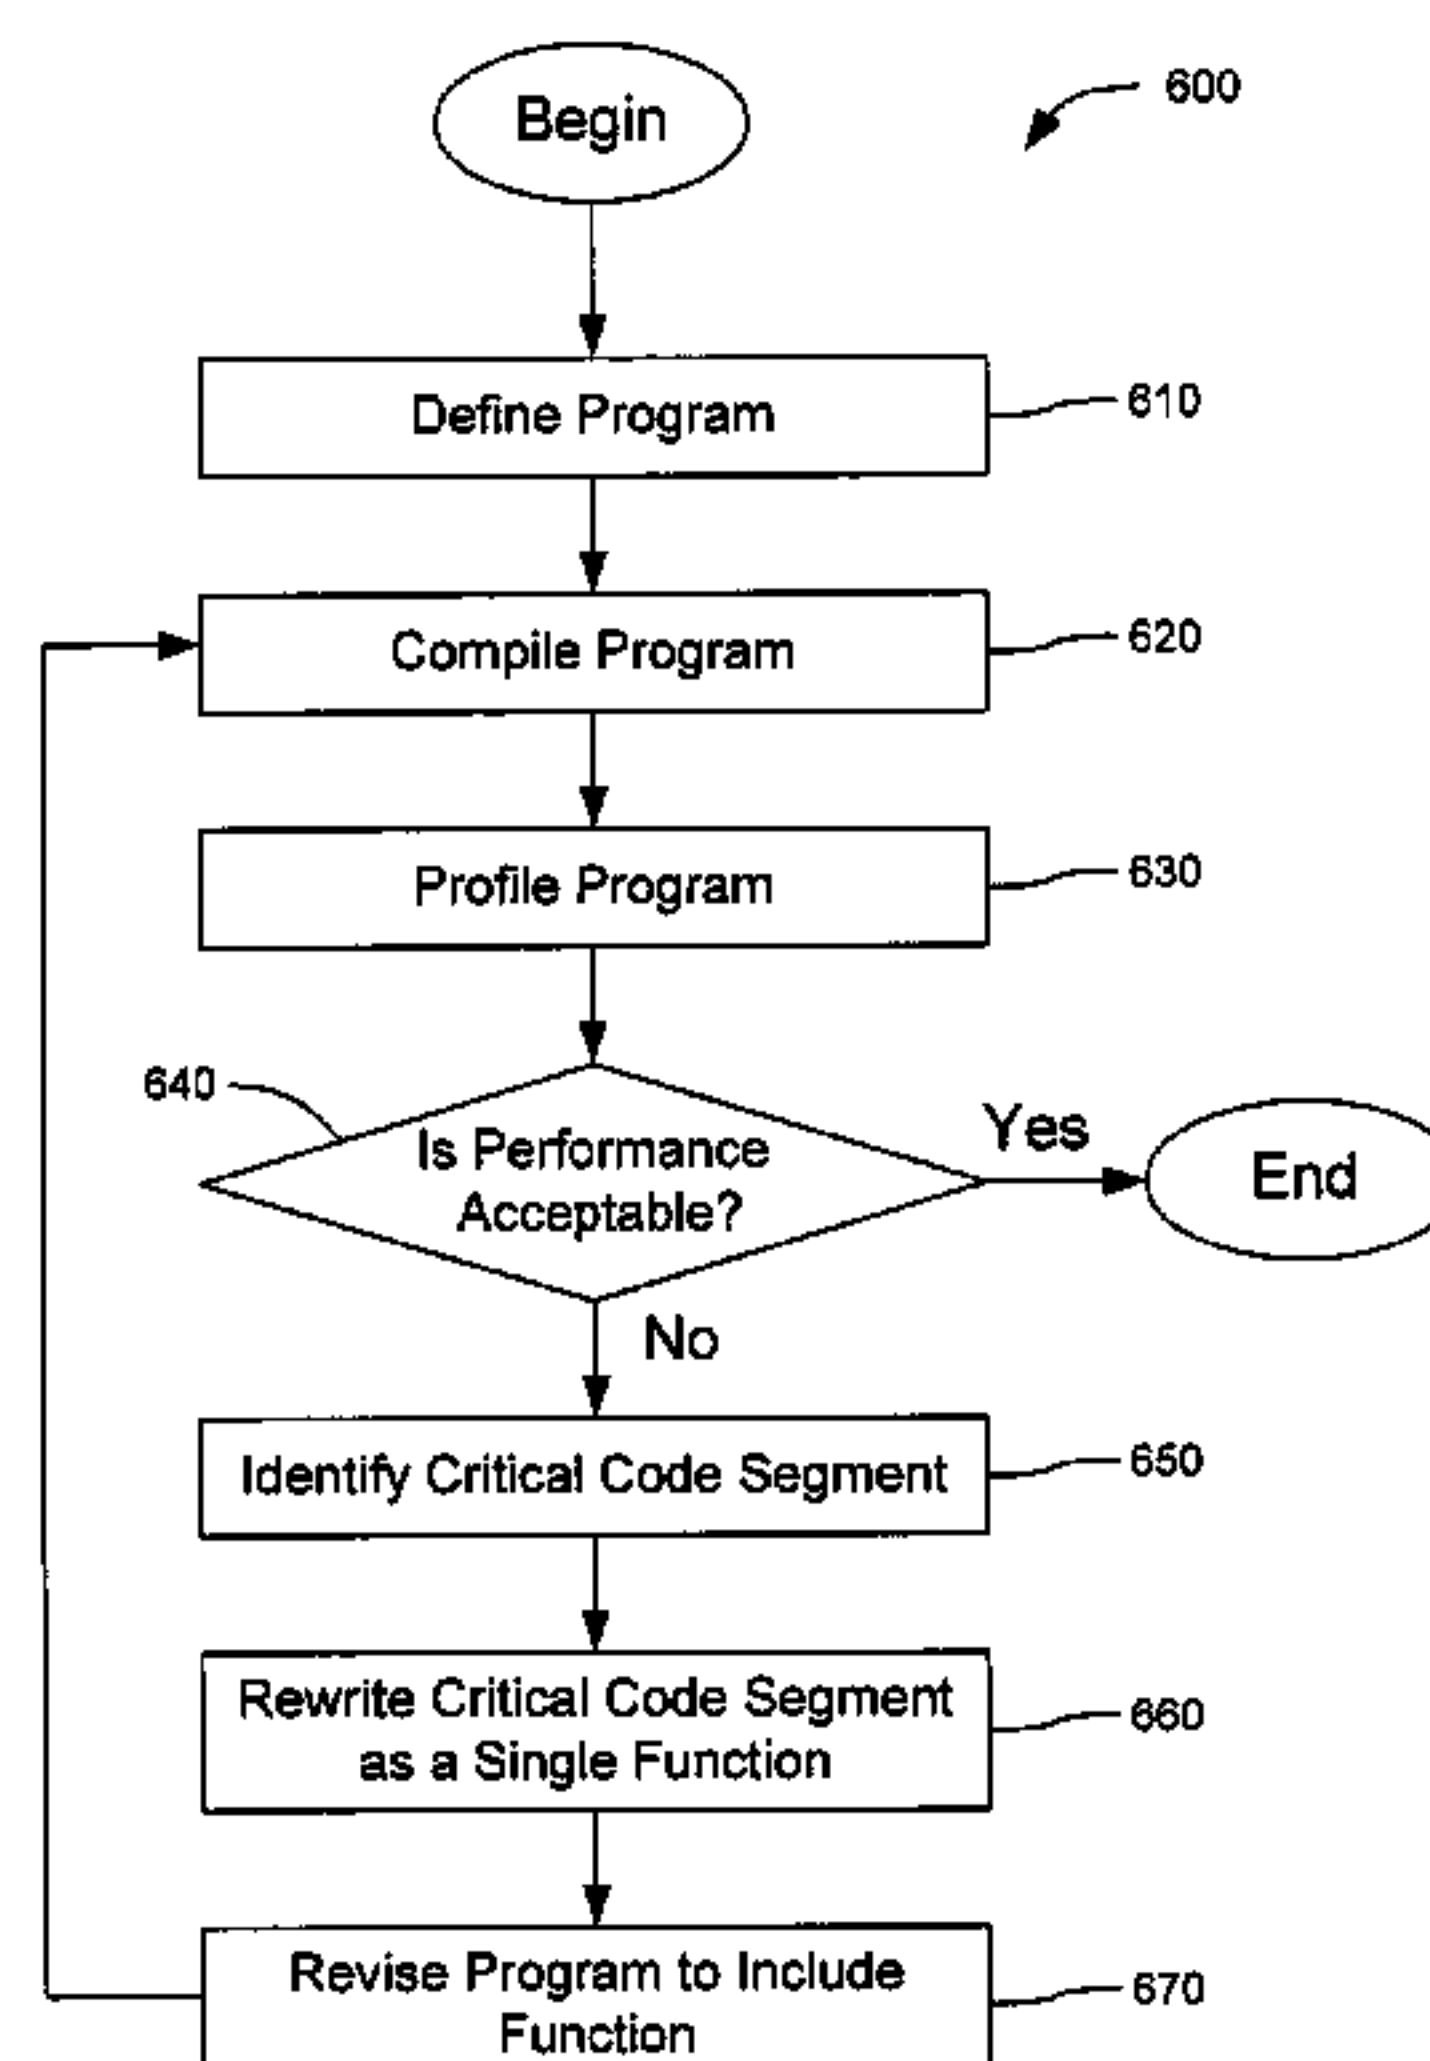 Begin
600
Define Program
610
Compile Program
620
Profile Program
630
640
Is Performance
Acceptable?
Yes
End
No
Identify Critical Code Segment
650
Rewrite Critical Code Segment
as a Single Function
660
Revise Program to Include
Function
670